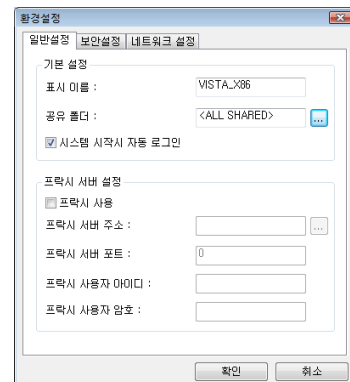 환경설정
일반설정 보안설정 네트워크 설정
기본 설정
표시 이름 : VISTA_X86
공유 폴더 : <ALL SHARED> ...
시스템 시작시 자동 로그인
프락시 서버 설정
프락시 사용
프락시 서버 주소 : ...
프락시 서버 포트 : 0
프락시 사용자 아이디 :
프락시 사용자 암호 :
확인 취소